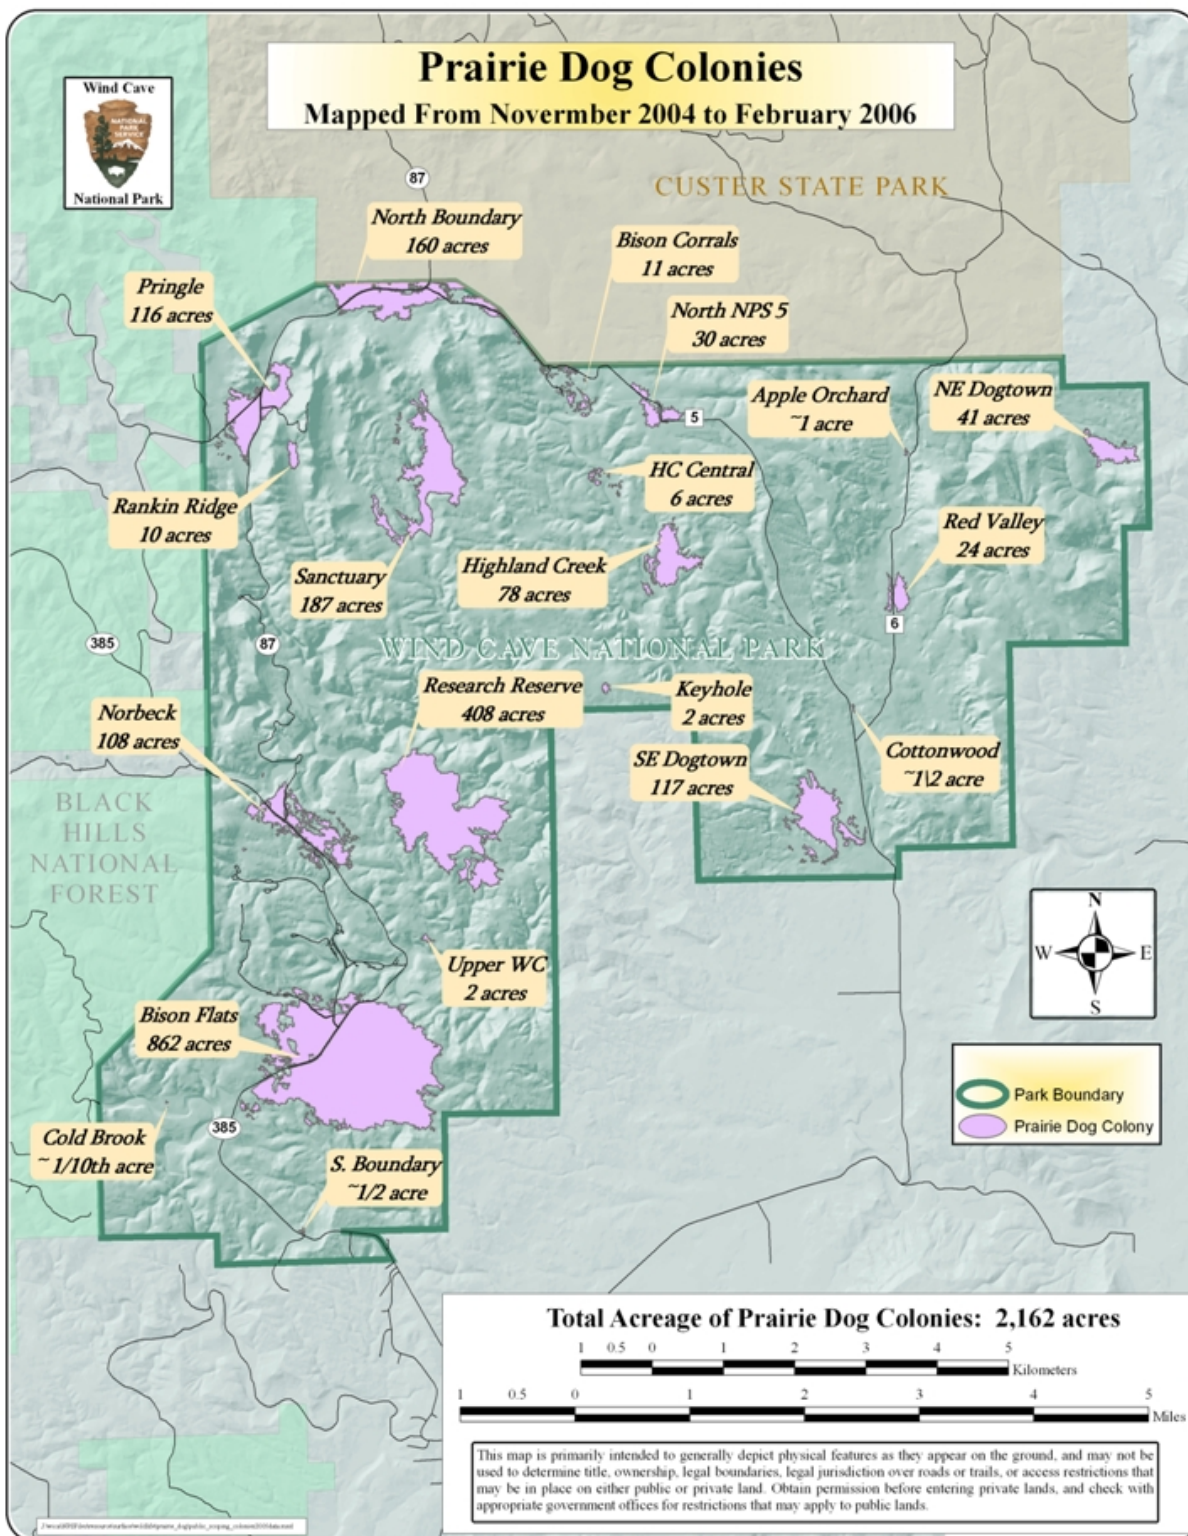 Prairie Dog Colonies
Mapped From Novermber 2004 to February 2006
Wind Cave
NATIONAL
PARK
SERVICE
National Park
87
CUSTER STATE PARK
North Boundary
160 acres
Bison Corrals
11 acres
Pringle
116 acres
North NPS 5
30 acres
5
Apple Orchard
~1 acre
NE Dogtown
41 acres
HC Central
6 acres
Rankin Ridge
10 acres
Red Valley
24 acres
Sanctuary
187 acres
Highland Creek
78 acres
6
385
87
WIND CAVE NATIONAL PARK
Research Reserve
408 acres
Keyhole
2 acres
Norbeck
108 acres
SE Dogtown
117 acres
Cottonwood
~1\2 acre
BLACK
HILLS
NATIONAL
FOREST
N
W E
S
Upper WC
2 acres
Bison Flats
862 acres
Park Boundary
Prairie Dog Colony
385
Cold Brook
~ 1/10th acre
S. Boundary
~1/2 acre
Total Acreage of Prairie Dog Colonies: 2,162 acres
1 0.5 0 1 2 3 4 5
Kilometers
1 0.5 0 1 2 3 4 5
Miles
This map is primarily intended to generally depict physical features as they appear on the ground, and may not be
used to determine title, ownership, legal boundaries, legal jurisdiction over roads or trails, or access restrictions that
may be in place on either public or private land. Obtain permission before entering private lands, and check with
appropriate government offices for restrictions that may apply to public lands.